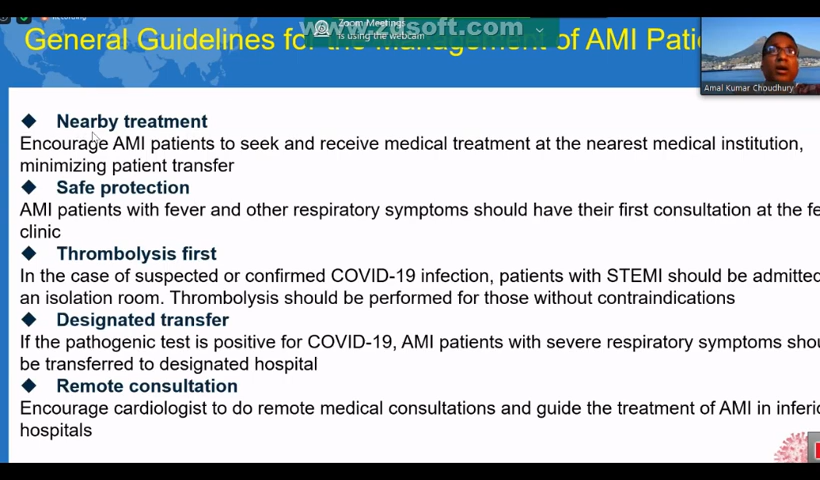 Recording
Zoom Meetings
is using the webcam
www.zdsoft.com
General Guidelines for the Management of AMI Patie
Amal Kumar Choudhury
Nearby treatment
Encourage AMI patients to seek and receive medical treatment at the nearest medical institution,
minimizing patient transfer
Safe protection
AMI patients with fever and other respiratory symptoms should have their first consultation at the fe
clinic
Thrombolysis first
In the case of suspected or confirmed COVID-19 infection, patients with STEMI should be admitted
an isolation room. Thrombolysis should be performed for those without contraindications
Designated transfer
If the pathogenic test is positive for COVID-19, AMI patients with severe respiratory symptoms shou
be transferred to designated hospital
Remote consultation
Encourage cardiologist to do remote medical consultations and guide the treatment of AMI in inferio
hospitals